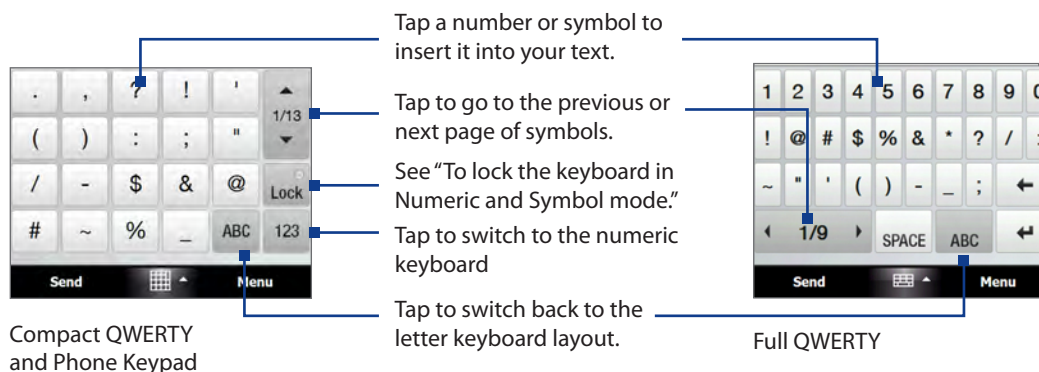 Tap a number or symbol to
insert it into your text.
Tap to go to the previous or
next page of symbols.
See “To lock the keyboard in
Numeric and Symbol mode.”
Tap to switch to the numeric
keyboard
Tap to switch back to the
letter keyboard layout.
. , ? ! '
1/13
( ) : ; "
/ - $ & @ Lock
# ~ % _ ABC 123
Send Menu
Compact QWERTY
and Phone Keypad
1 2 3 4 5 6 7 8 9 0
! @ # $ % & * ? / :
~ " ' ( ) - _ ;
1/9 SPACE ABC
Send Menu
Full QWERTY